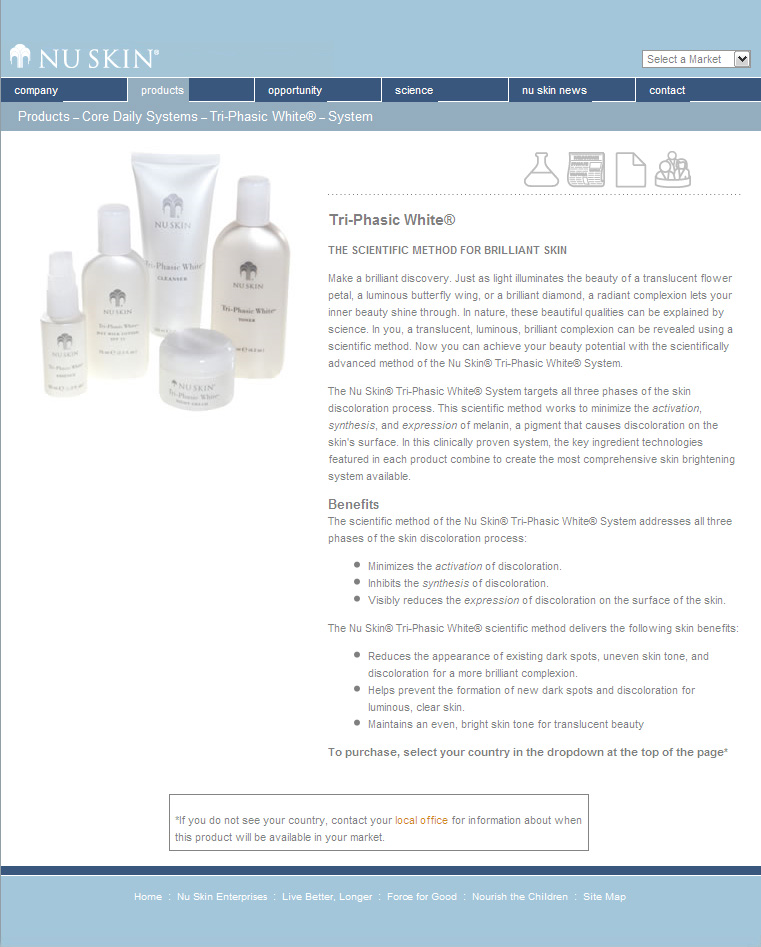 NU SKIN®
Select a Market
company products opportunity science nu skin news contact
Products – Core Daily Systems – Tri-Phasic White® – System
NU SKIN
Tri-Phasic White®
CLEANSER
NU SKIN
Tri-Phasic White®
TONER
NU SKIN
Tri-Phasic White®
NU SKIN
Tri-Phasic White®
ESSENCE
NU SKIN®
Tri-Phasic White®
NIGHT CREAM
Tri-Phasic White®
THE SCIENTIFIC METHOD FOR BRILLIANT SKIN
Make a brilliant discovery. Just as light illuminates the beauty of a translucent flower
petal, a luminous butterfly wing, or a brilliant diamond, a radiant complexion lets your
inner beauty shine through. In nature, these beautiful qualities can be explained by
science. In you, a translucent, luminous, brilliant complexion can be revealed using a
scientific method. Now you can achieve your beauty potential with the scientifically
advanced method of the Nu Skin® Tri-Phasic White® System.
The Nu Skin® Tri-Phasic White® System targets all three phases of the skin
discoloration process. This scientific method works to minimize the activation,
synthesis, and expression of melanin, a pigment that causes discoloration on the
skin's surface. In this clinically proven system, the key ingredient technologies
featured in each product combine to create the most comprehensive skin brightening
system available.
Benefits
The scientific method of the Nu Skin® Tri-Phasic White® System addresses all three
phases of the skin discoloration process:
Minimizes the activation of discoloration.
Inhibits the synthesis of discoloration.
Visibly reduces the expression of discoloration on the surface of the skin.
The Nu Skin® Tri-Phasic White® scientific method delivers the following skin benefits:
Reduces the appearance of existing dark spots, uneven skin tone, and
discoloration for a more brilliant complexion.
Helps prevent the formation of new dark spots and discoloration for
luminous, clear skin.
Maintains an even, bright skin tone for translucent beauty
To purchase, select your country in the dropdown at the top of the page*
*If you do not see your country, contact your local office for information about when
this product will be available in your market.
Home : Nu Skin Enterprises : Live Better, Longer : Force for Good : Nourish the Children : Site Map